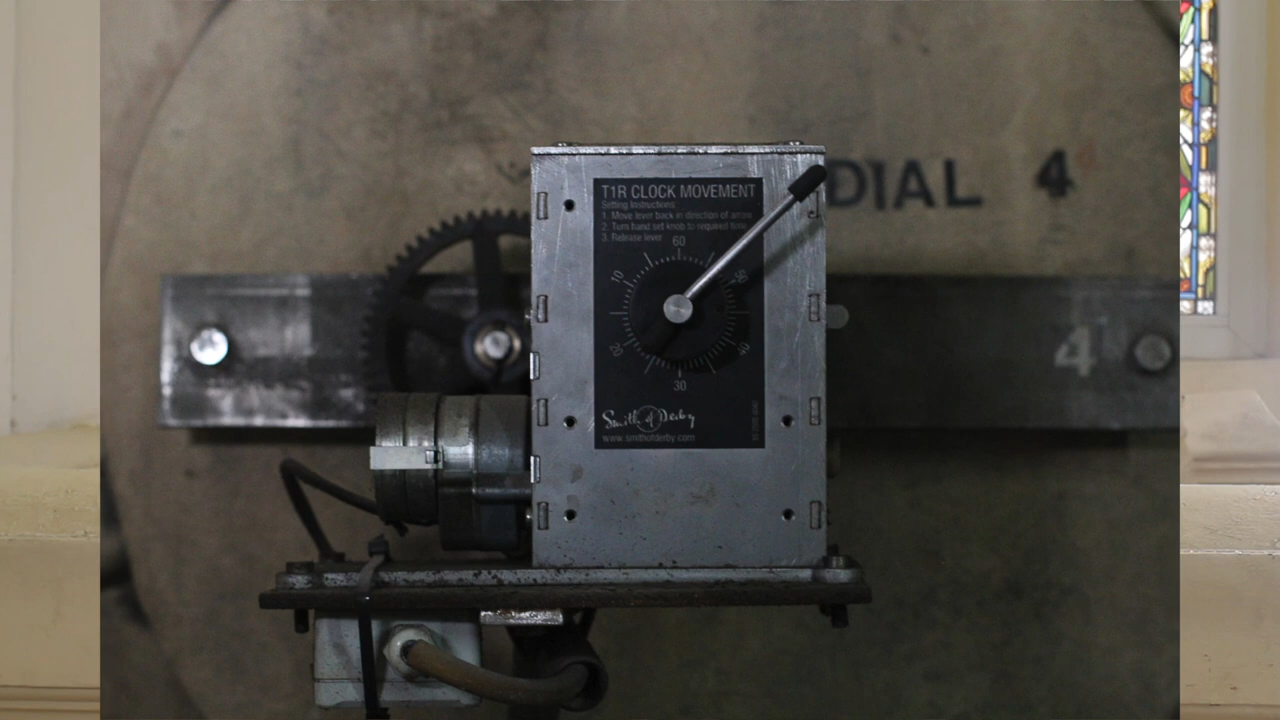 T1R CLOCK MOVEMENT
Setting Instructions
1. Move lever back in direction of arrow
2. Turn hand set knob to required time
3. Release lever
60
10
50
20
40
30
Smith of Derby
www.smithofderby.com
DIAL 4
4